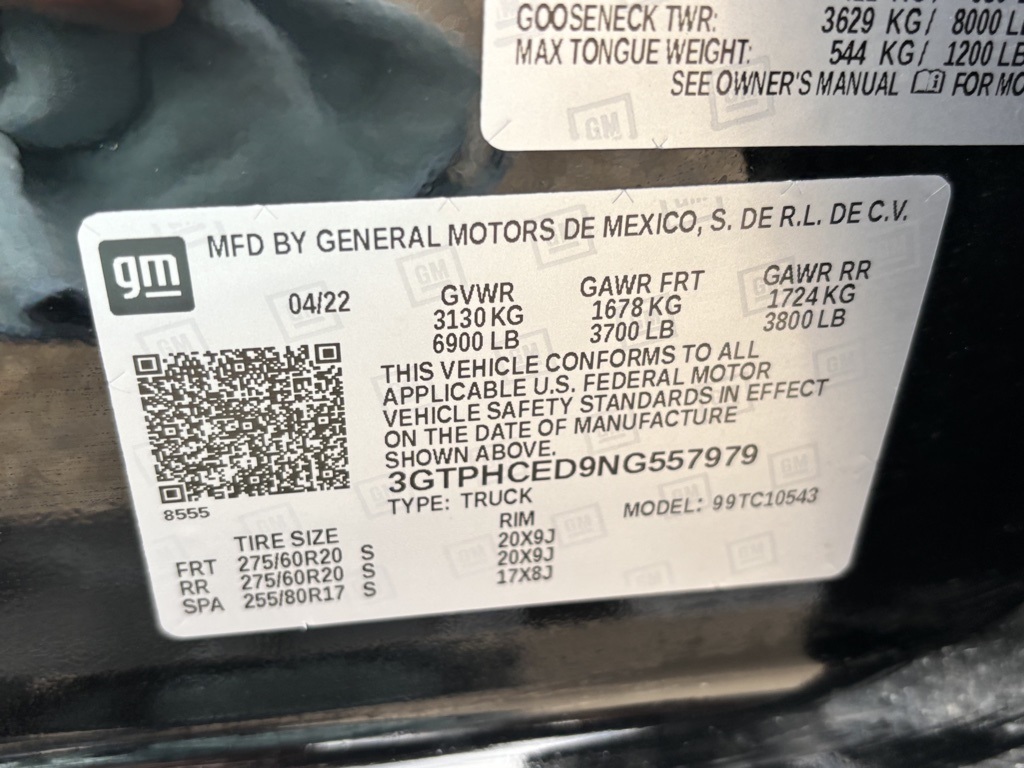 GOOSENECK TWR: 3629 KG/ 8000
MAX TONGUE WEIGHT: 544 KG/ 1200 LB
SEE OWNER'S MANUAL FOR
gm MFD BY GENERAL MOTORS DE MEXICO, S. DE R.L. DE C.V.
04/22 GVWR GAWR FRT GAWR RR
3130 KG 1678 KG 1724 KG
6900 LB 3700 LB 3800 LB
THIS VEHICLE CONFORMS TO ALL
APPLICABLE U.S. FEDERAL MOTOR
VEHICLE SAFETY STANDARDS IN EFFECT
ON THE DATE OF MANUFACTURE
SHOWN ABOVE.
3GTPHCED9NG557979
8555
TYPE: TRUCK MODEL: 99TC10543
TIRE SIZE RIM
FRT 275/60R20 S 20X9J
RR 275/60R20 S 20X9J
SPA 255/80R17 S 17X8J